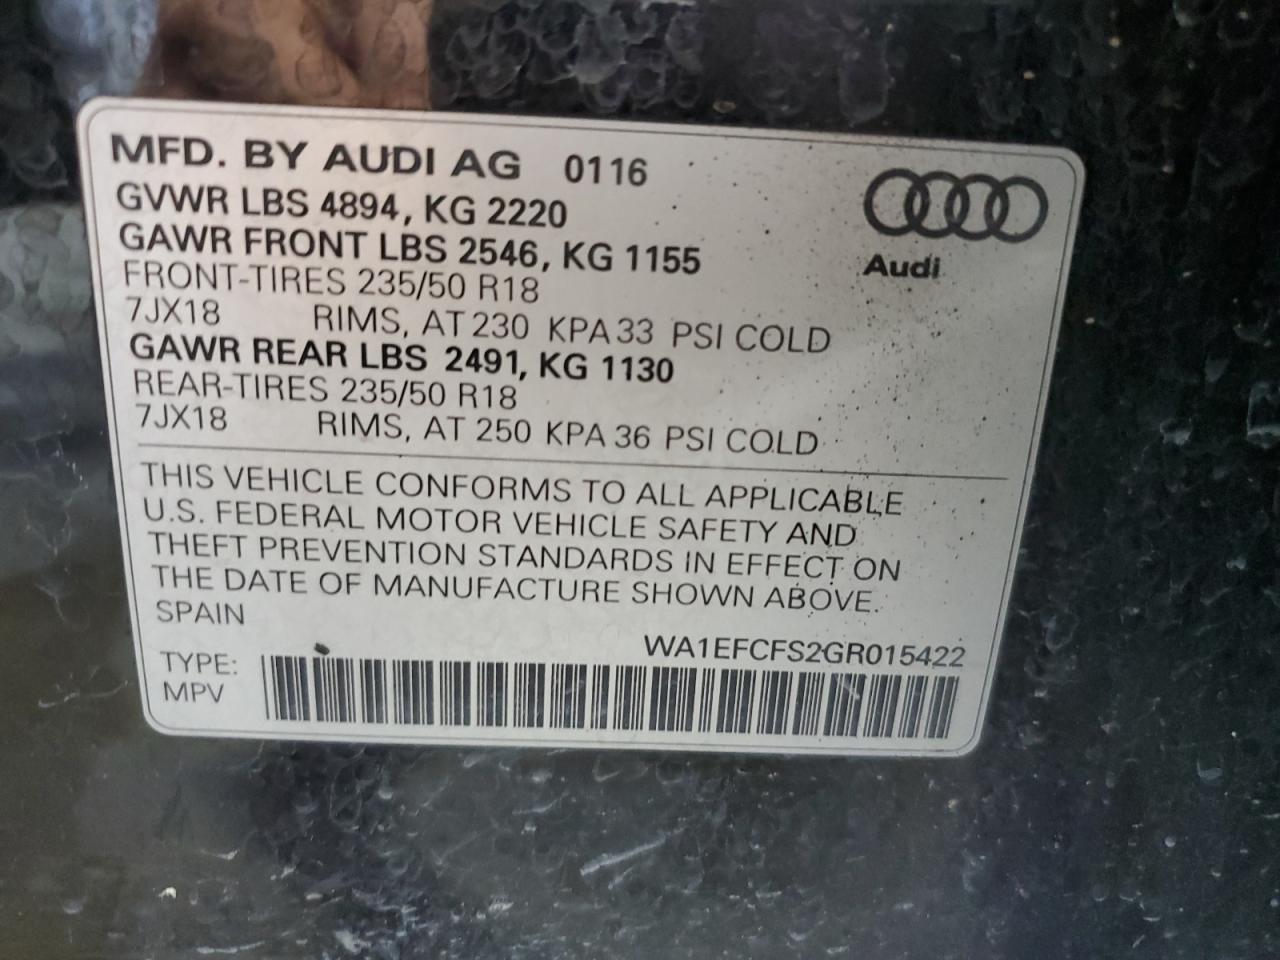 MFD. BY AUDI AG 0116
GVWR LBS 4894, KG 2220
GAWR FRONT LBS 2546, KG 1155
FRONT-TIRES 235/50 R18
7JX18 RIMS, AT 230 KPA 33 PSI COLD
GAWR REAR LBS 2491, KG 1130
REAR-TIRES 235/50 R18
7JX18 RIMS, AT 250 KPA 36 PSI COLD
Audi
THIS VEHICLE CONFORMS TO ALL APPLICABLE
U.S. FEDERAL MOTOR VEHICLE SAFETY AND
THEFT PREVENTION STANDARDS IN EFFECT ON
THE DATE OF MANUFACTURE SHOWN ABOVE.
SPAIN
WA1EFCFS2GR015422
TYPE:
MPV